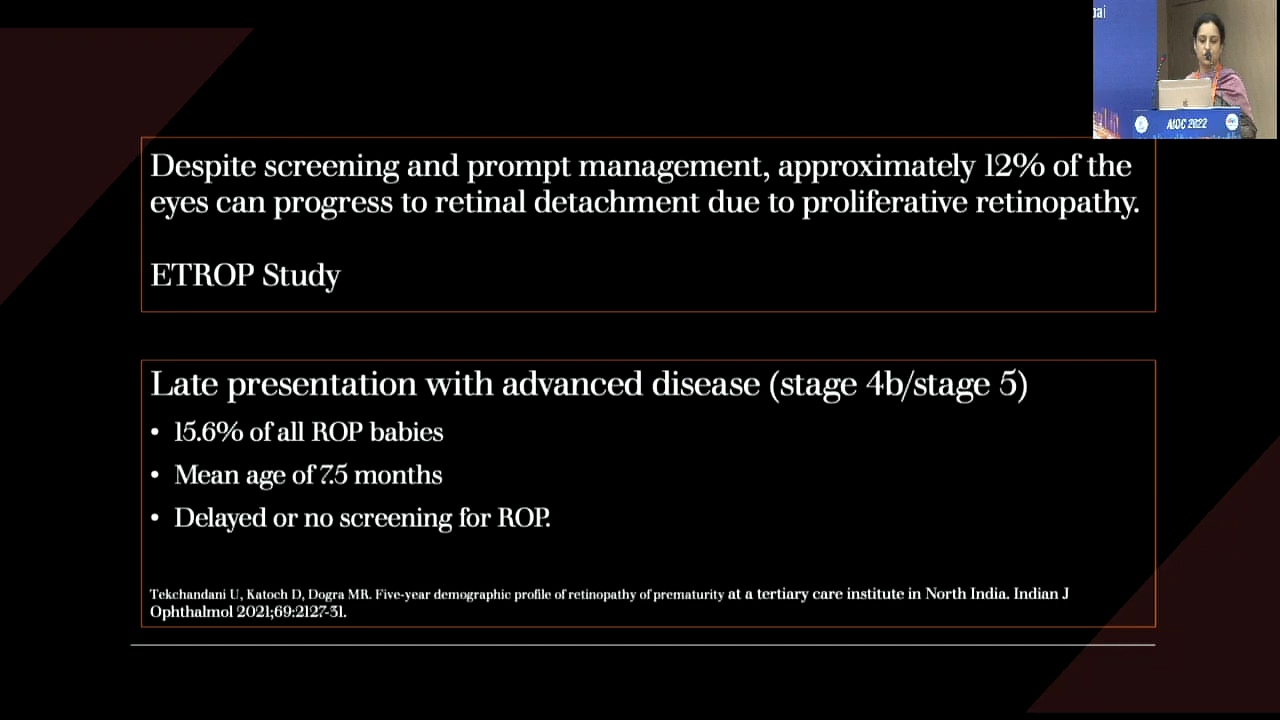 bai
AIOC 2022
Despite screening and prompt management, approximately 12% of the
eyes can progress to retinal detachment due to proliferative retinopathy.
ETROP Study
Late presentation with advanced disease (stage 4b/stage 5)
• 15.6% of all ROP babies
• Mean age of 7.5 months
• Delayed or no screening for ROP.
Tekchandani U, Katoch D, Dogra MR. Five-year demographic profile of retinopathy of prematurity at a tertiary care institute in North India. Indian J
Ophthalmol 2021;69:2127-31.